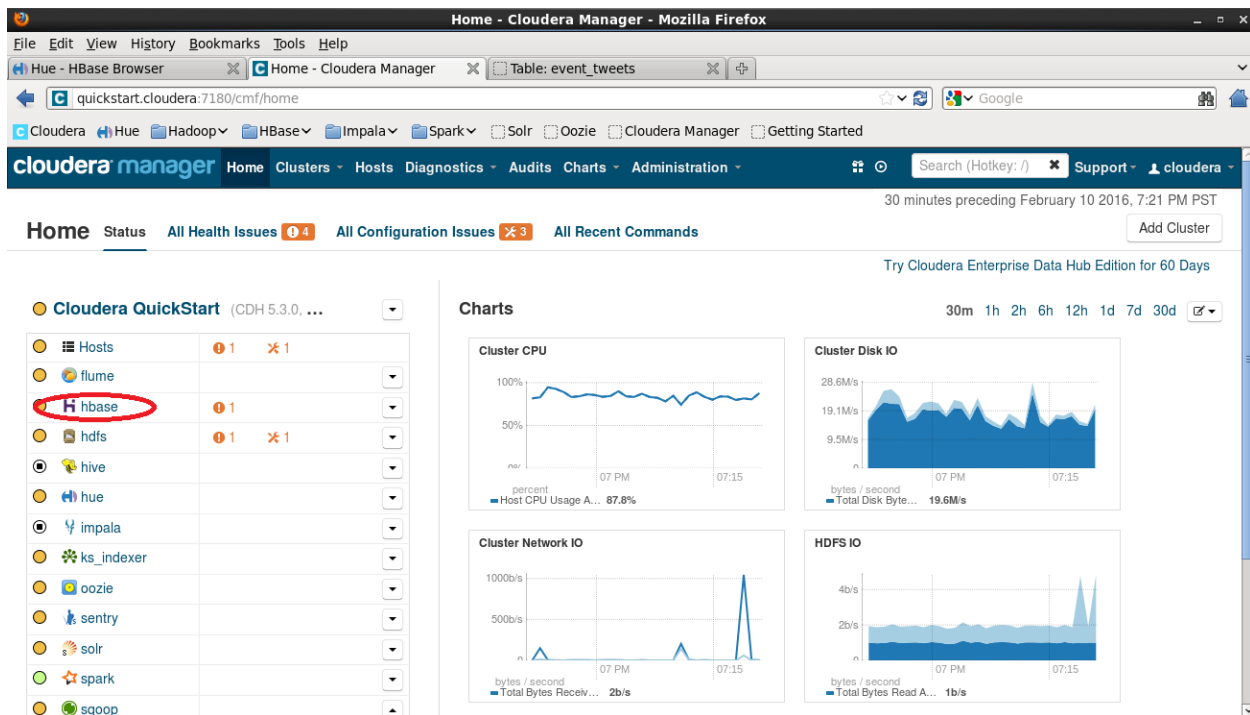 Home - Cloudera Manager - Mozilla Firefox
File Edit View History Bookmarks Tools Help
Hue - HBase Browser
Home - Cloudera Manager
Table: event_tweets
quickstart.cloudera:7180/cmf/home
Google
Cloudera Hue Hadoop HBase Impala Spark Solr Oozie Cloudera Manager Getting Started
cloudera manager Home Clusters Hosts Diagnostics Audits Charts Administration Search (Hotkey: /) Support cloudera
30 minutes preceding February 10 2016, 7:21 PM PST
Home Status All Health Issues 4 All Configuration Issues 3 All Recent Commands Add Cluster
Try Cloudera Enterprise Data Hub Edition for 60 Days
Cloudera QuickStart (CDH 5.3.0, ...
Hosts 1 1
flume
hbase 1
hdfs 1 1
hive
hue
impala
ks_indexer
oozie
sentry
solr
spark
sqoop
Charts
30m 1h 2h 6h 12h 1d 7d 30d
Cluster CPU
100%
50%
0%
07 PM 07:15
percent
Host CPU Usage A... 87.8%
Cluster Disk IO
28.6M/s
19.1M/s
9.5M/s
0
07 PM 07:15
bytes / second
Total Disk Byte... 19.6M/s
Cluster Network IO
1000b/s
500b/s
0
07 PM 07:15
bytes / second
Total Bytes Receiv... 2b/s
HDFS IO
4b/s
2b/s
0
07 PM 07:15
bytes / second
Total Bytes Read A... 1b/s